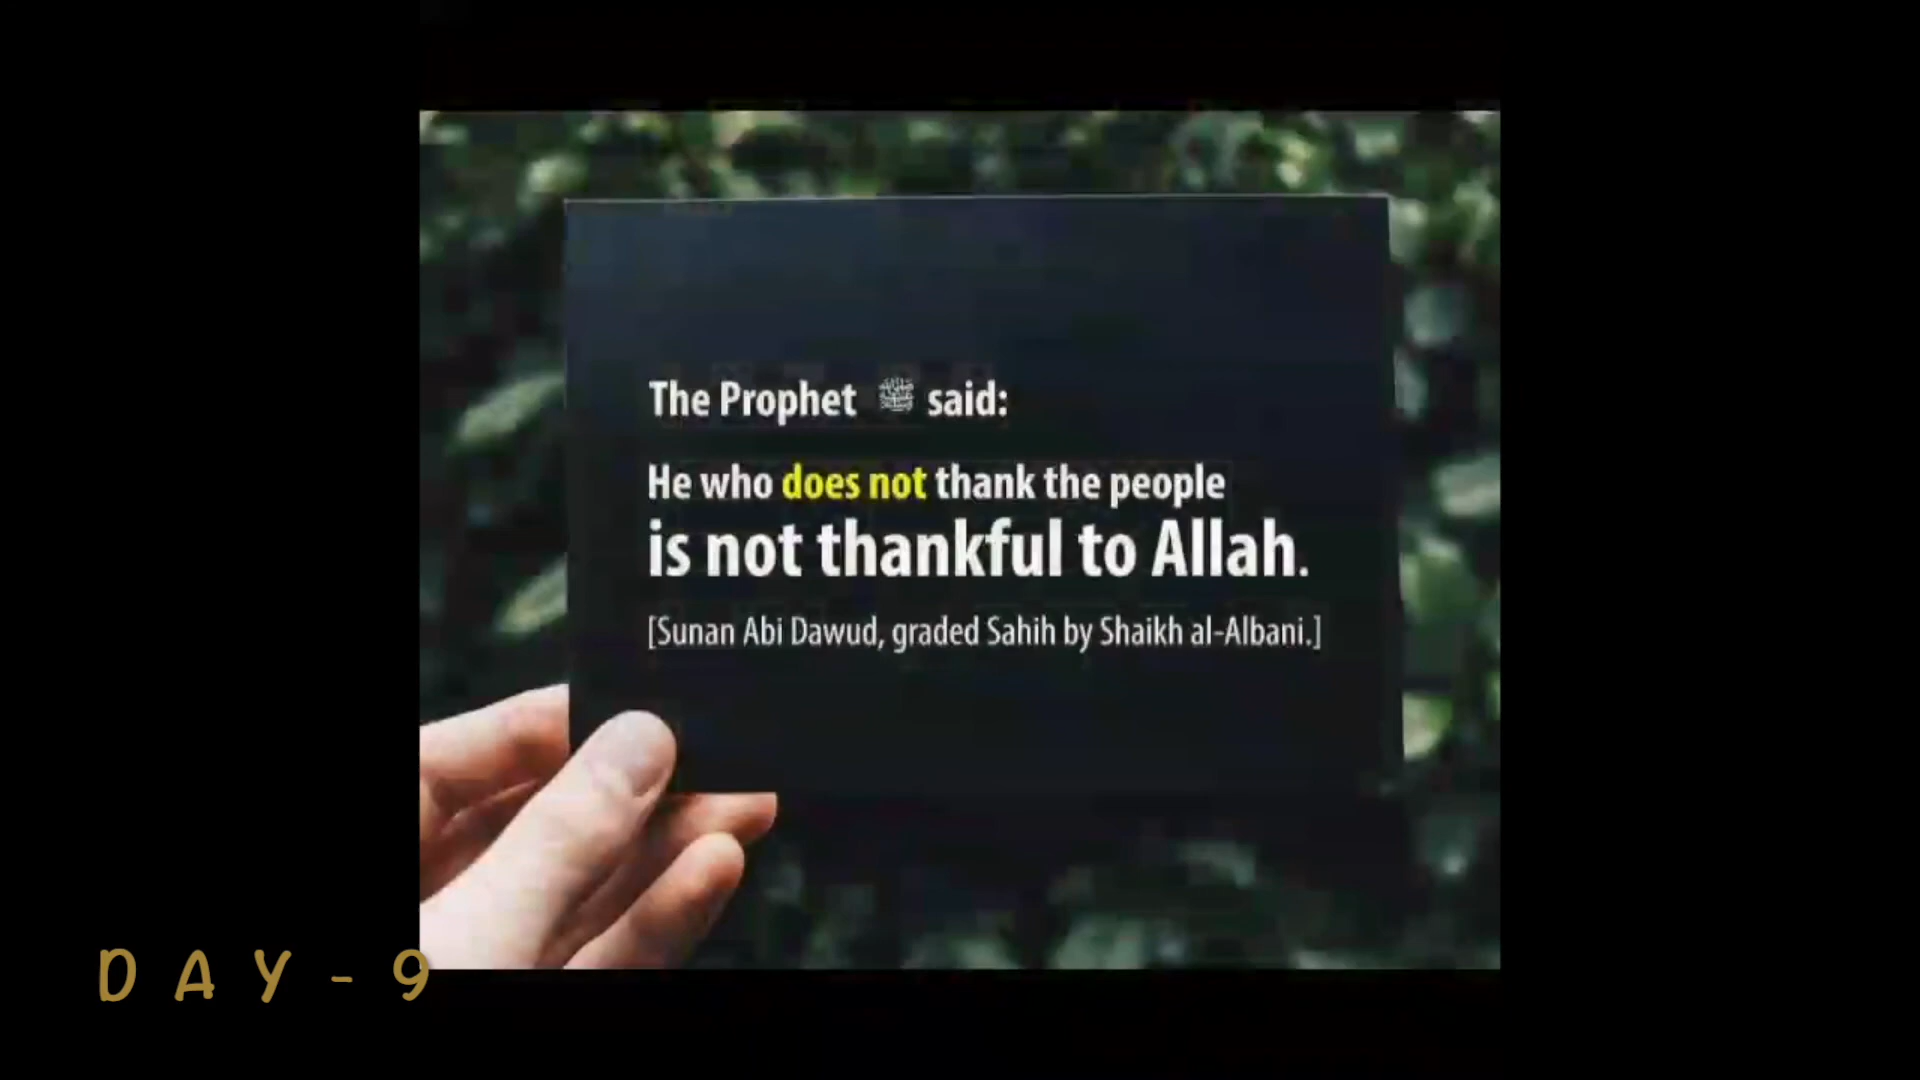 The Prophet ﷺ said:
He who does not thank the people
is not thankful to Allah.
[Sunan Abi Dawud, graded Sahih by Shaikh al-Albani.]
DAY-9